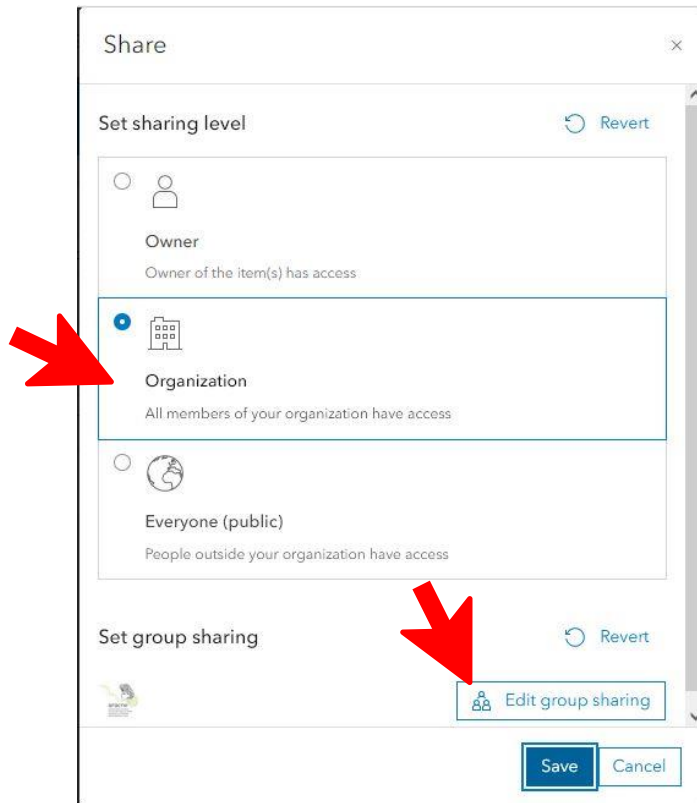 Share
Set sharing level
Revert
Owner
Owner of the item(s) has access
Organization
All members of your organization have access
Everyone (public)
People outside your organization have access
Set group sharing
Revert
Edit group sharing
Save
Cancel